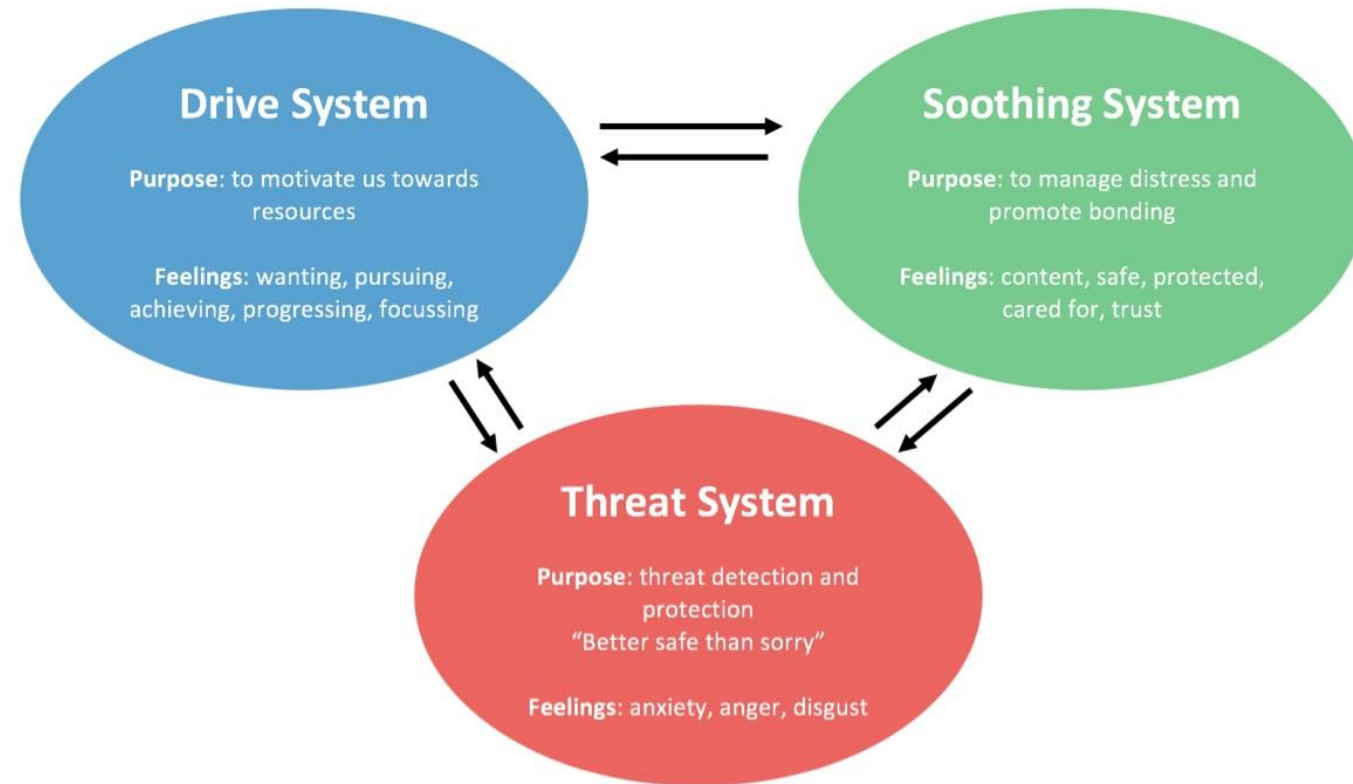 Drive System
Purpose: to motivate us towards
resources
Feelings: wanting, pursuing,
achieving, progressing, focussing
Soothing System
Purpose: to manage distress and
promote bonding
Feelings: content, safe, protected,
cared for, trust
Threat System
Purpose: threat detection and
protection
“Better safe than sorry”
Feelings: anxiety, anger, disgust